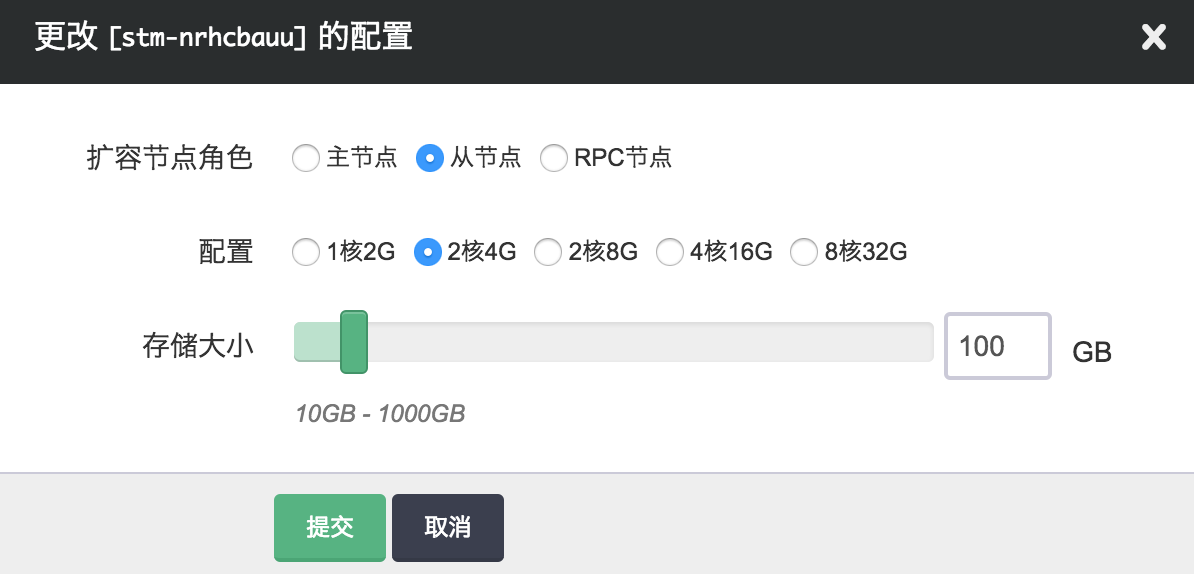 更改 [stm-nrhcbauu] 的配置
扩容节点角色 主节点 从节点 RPC节点
配置 1核2G 2核4G 2核8G 4核16G 8核32G
存储大小 100 GB
10GB - 1000GB
提交 取消